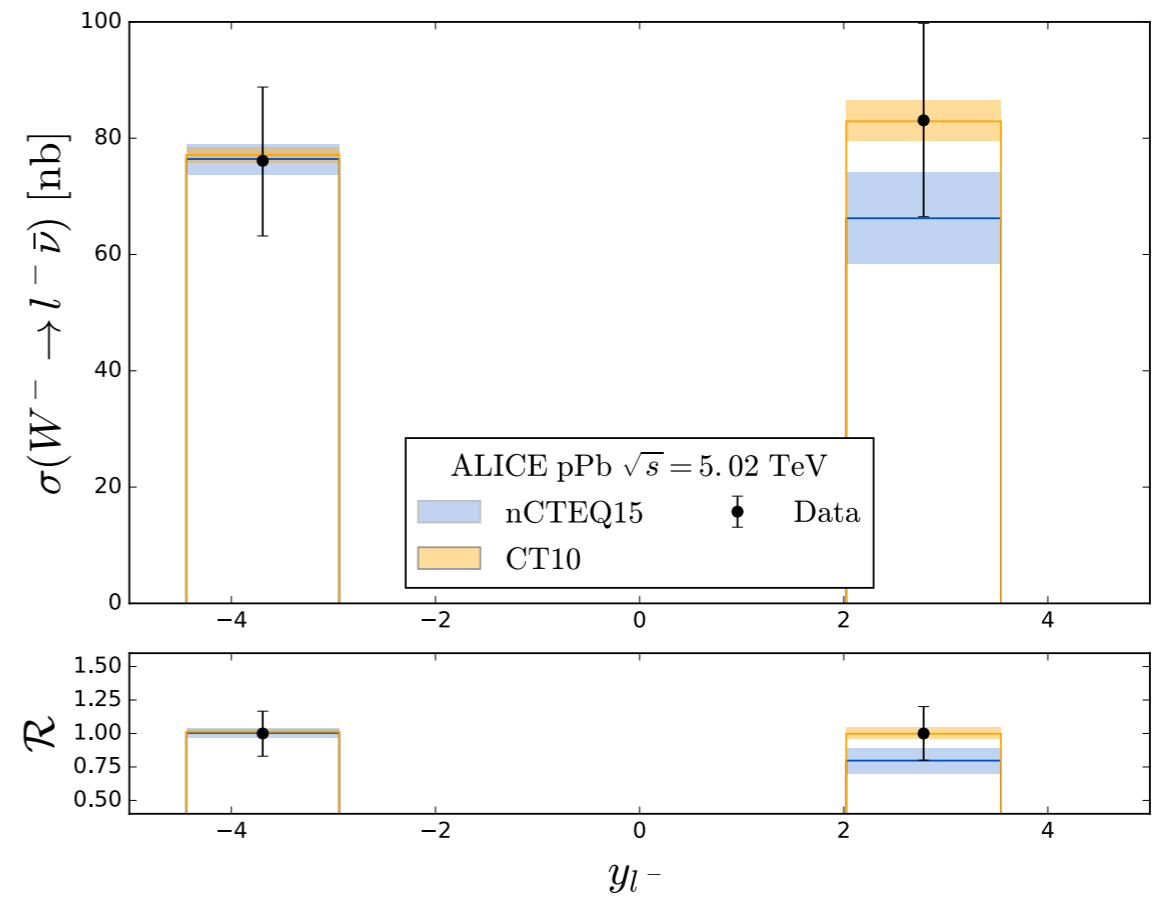 σ(W⁻ → l⁻ ν̄) [nb]
100
80
60
40
20
0
−4 −2 0 2 4
ALICE pPb √s = 5.02 TeV
nCTEQ15 Data
CT10
ℛ
1.50
1.25
1.00
0.75
0.50
−4 −2 0 2 4
y_{l⁻}